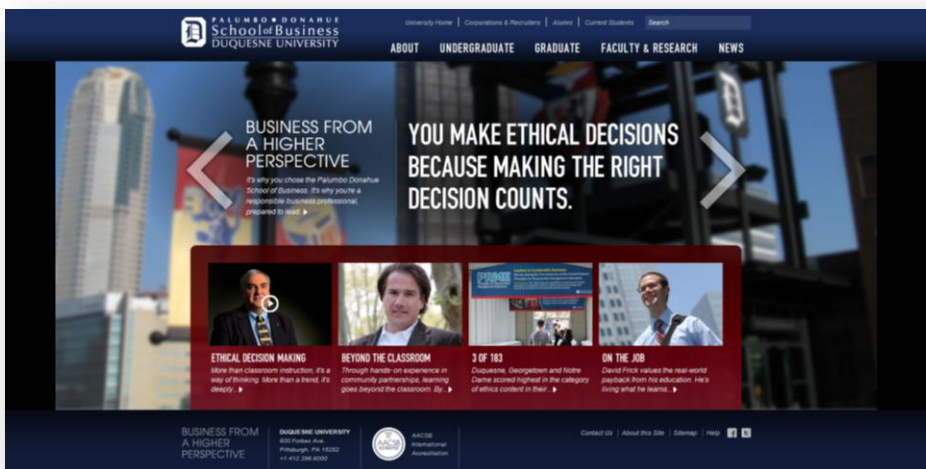 PALUMBO • DONAHUE
School of Business
DUQUESNE UNIVERSITY
University Home | Corporations & Recruiters | Alumni | Current Students
Search
ABOUT UNDERGRADUATE GRADUATE FACULTY & RESEARCH NEWS
BUSINESS FROM
A HIGHER
PERSPECTIVE
It's why you chose the Palumbo Donahue
School of Business. It's why you're a
responsible business professional,
prepared to lead.
YOU MAKE ETHICAL DECISIONS
BECAUSE MAKING THE RIGHT
DECISION COUNTS.
ETHICAL DECISION MAKING
More than classroom instruction, it's a
way of thinking. More than a trend, it's
deeply...
BEYOND THE CLASSROOM
Through hands-on experience in
community partnerships, learning
goes beyond the classroom. By...
PRME
3 OF 183
Duquesne, Georgetown and Notre
Dame scored highest in the category
of ethics content in their...
ON THE JOB
David Frick values the real-world
payback from his education. He's
living what he learns...
BUSINESS FROM
A HIGHER
PERSPECTIVE
DUQUESNE UNIVERSITY
600 Forbes Ave.
Pittsburgh, PA 15282
+1 412.396.6000
AACSB
ACCREDITED
AACSB
International
Accreditation
Contact Us | About this Site | Sitemap | Help